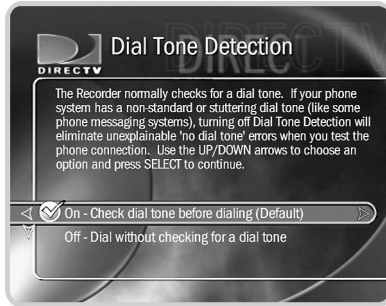 DIRECTV
Dial Tone Detection
The Recorder normally checks for a dial tone. If your phone
system has a non-standard or stuttering dial tone (like some
phone messaging systems), turning off Dial Tone Detection will
eliminate unexplainable 'no dial tone' errors when you test the
phone connection. Use the UP/DOWN arrows to choose an
option and press SELECT to continue.
On - Check dial tone before dialing (Default)
Off - Dial without checking for a dial tone